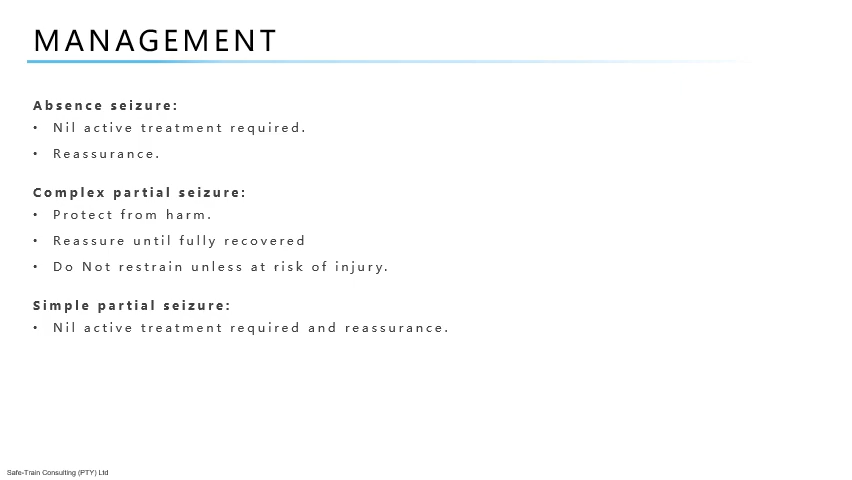 MANAGEMENT
Absence seizure:
• Nil active treatment required.
• Reassurance.
Complex partial seizure:
• Protect from harm.
• Reassure until fully recovered
• Do Not restrain unless at risk of injury.
Simple partial seizure:
• Nil active treatment required and reassurance.
Safe-Train Consulting (PTY) Ltd